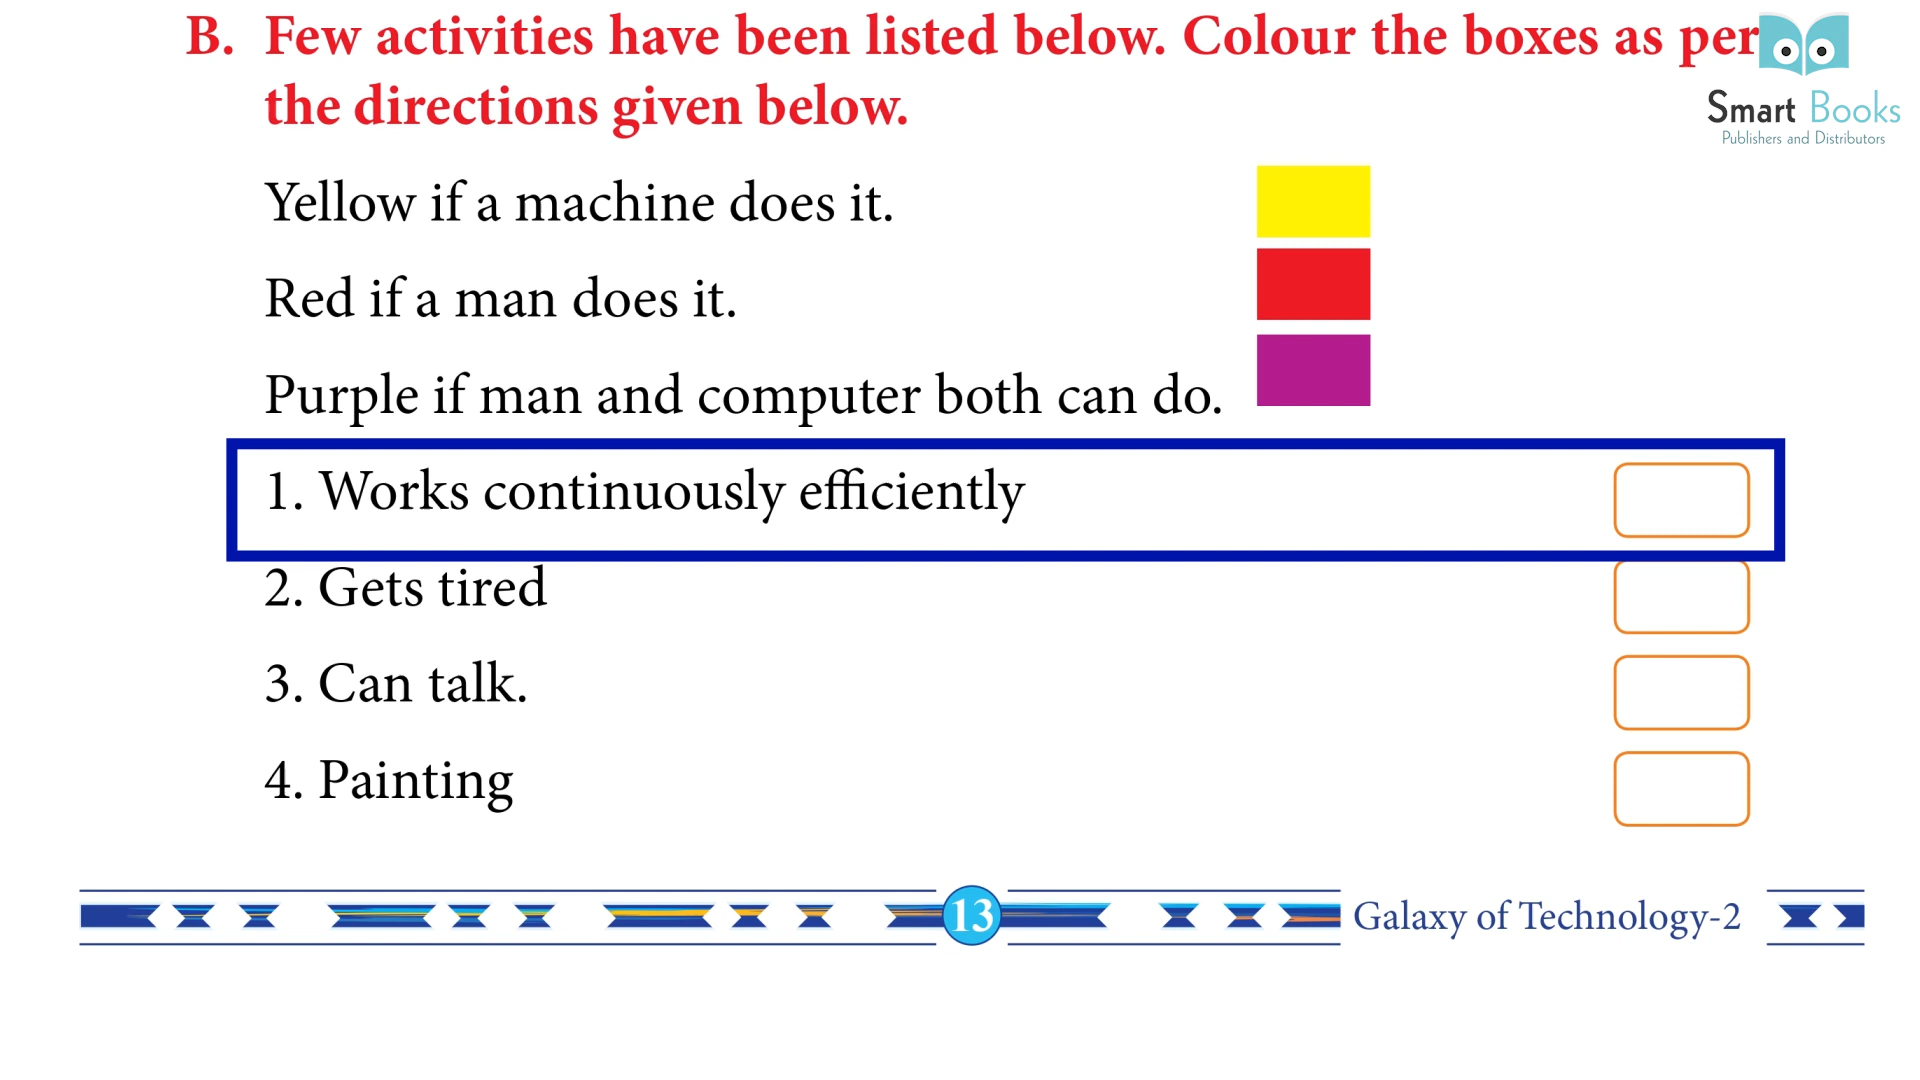 B. Few activities have been listed below. Colour the boxes as per
the directions given below.
Smart Books
Publishers and Distributors
Yellow if a machine does it.
Red if a man does it.
Purple if man and computer both can do.
1. Works continuously efficiently
2. Gets tired
3. Can talk.
4. Painting
13
Galaxy of Technology-2